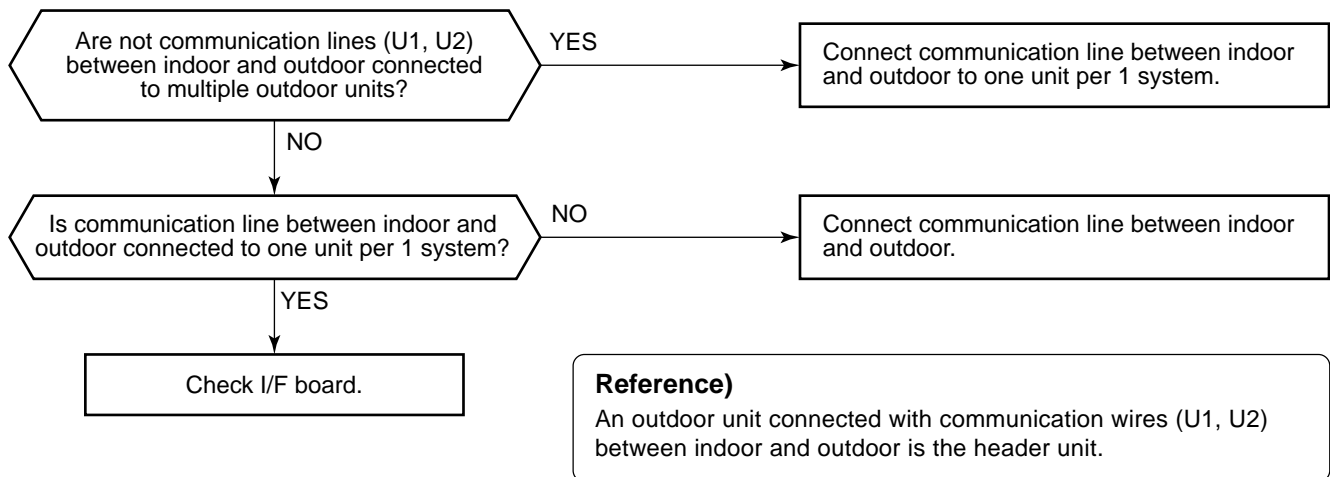 Are not communication lines (U1, U2)
between indoor and outdoor connected
to multiple outdoor units?
YES
Connect communication line between indoor
and outdoor to one unit per 1 system.
NO
Is communication line between indoor and
outdoor connected to one unit per 1 system?
NO
Connect communication line between indoor
and outdoor.
YES
Check I/F board.
Reference)
An outdoor unit connected with communication wires (U1, U2)
between indoor and outdoor is the header unit.